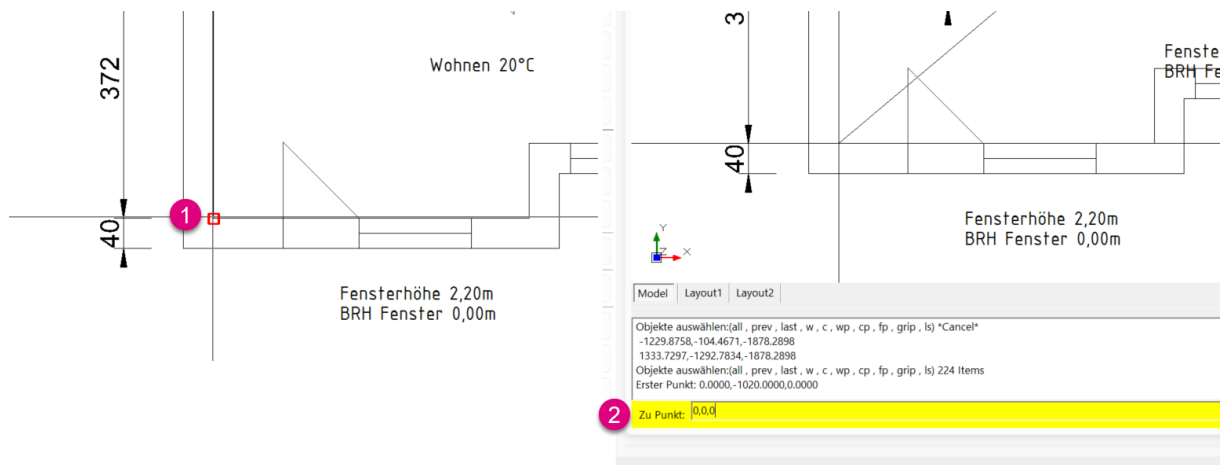 372
Wohnen 20°C
1
40
Fensterhöhe 2,20m
BRH Fenster 0,00m
3
40
Fensterhöhe 2,20m
BRH Fenster 0,00m
Y
Z
X
Model Layout1 Layout2
Objekte auswählen:(all , prev , last , w , c , wp , cp , fp , grip , ls) *Cancel*
-1229.8758,-104.4671,-1878.2898
1333.7297,-1292.7834,-1878.2898
Objekte auswählen:(all , prev , last , w , c , wp , cp , fp , grip , ls) 224 Items
Erster Punkt: 0.0000,-1020.0000,0.0000
2
Zu Punkt: 0,0,0